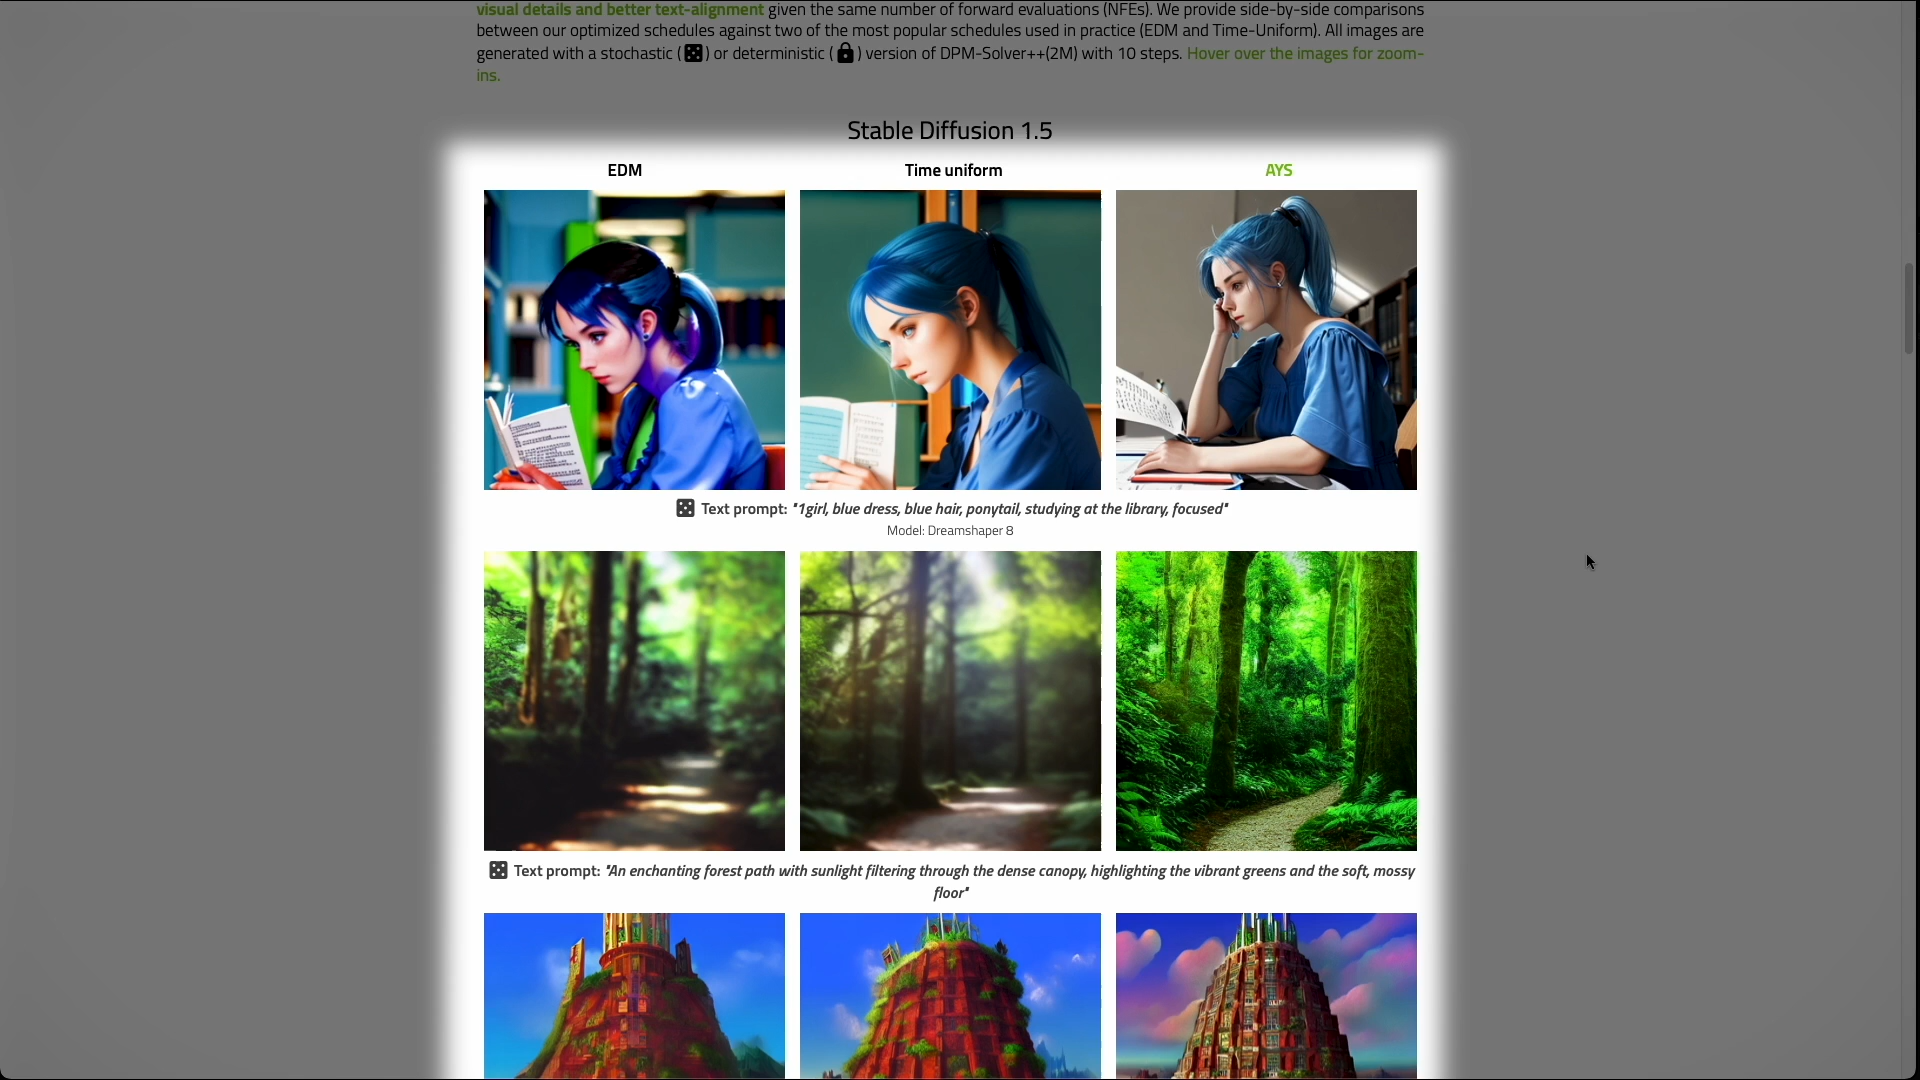 visual details and better text-alignment given the same number of forward evaluations (NFEs). We provide side-by-side comparisons
between our optimized schedules against two of the most popular schedules used in practice (EDM and Time-Uniform). All images are
generated with a stochastic ( ) or deterministic ( ) version of DPM-Solver++(2M) with 10 steps. Hover over the images for zoom-
ins.
Stable Diffusion 1.5
EDM
Time uniform
AYS
Text prompt: "1girl, blue dress, blue hair, ponytail, studying at the library, focused"
Model: Dreamshaper 8
Text prompt: "An enchanting forest path with sunlight filtering through the dense canopy, highlighting the vibrant greens and the soft, mossy
floor"